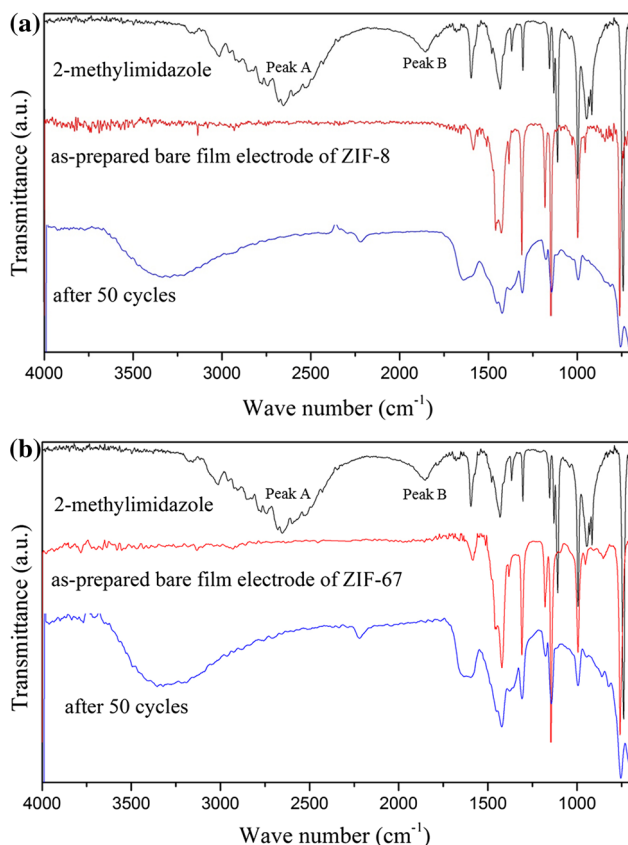 (a)
Transmittance (a.u.)
2-methylimidazole
Peak A
Peak B
as-prepared bare film electrode of ZIF-8
after 50 cycles
4000 3500 3000 2500 2000 1500 1000
Wave number (cm-1)
(b)
Transmittance (a.u.)
2-methylimidazole
Peak A
Peak B
as-prepared bare film electrode of ZIF-67
after 50 cycles
4000 3500 3000 2500 2000 1500 1000
Wave number (cm-1)